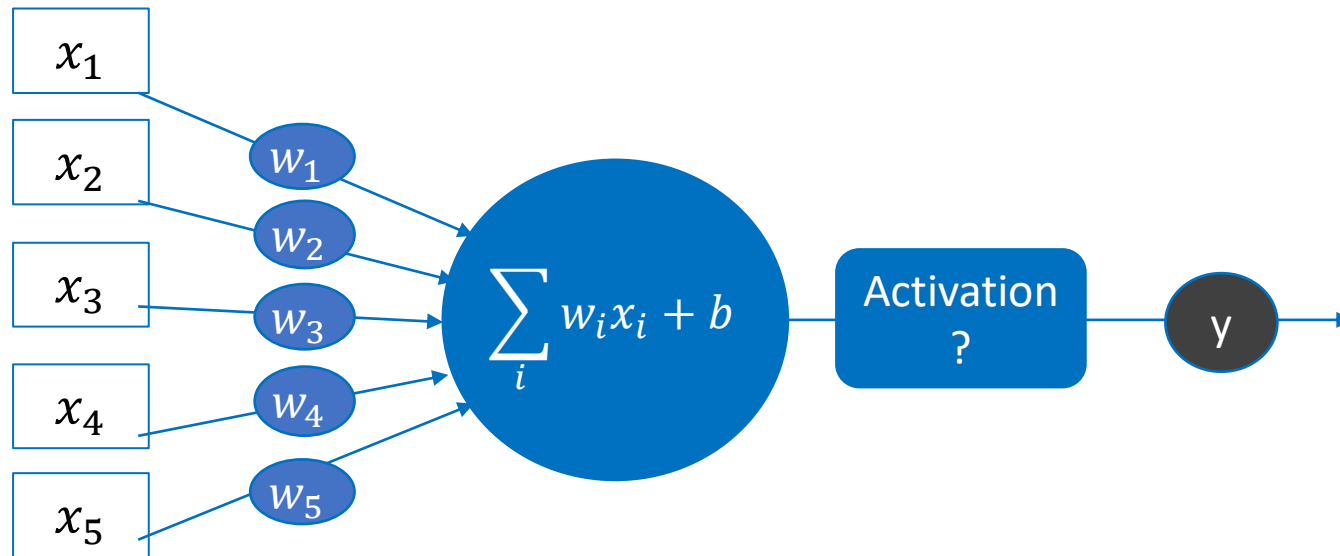 x₁
w₁
x₂
w₂
x₃
w₃
x₄
w₄
x₅
w₅
∑ᵢ wᵢxᵢ + b
Activation
?
y